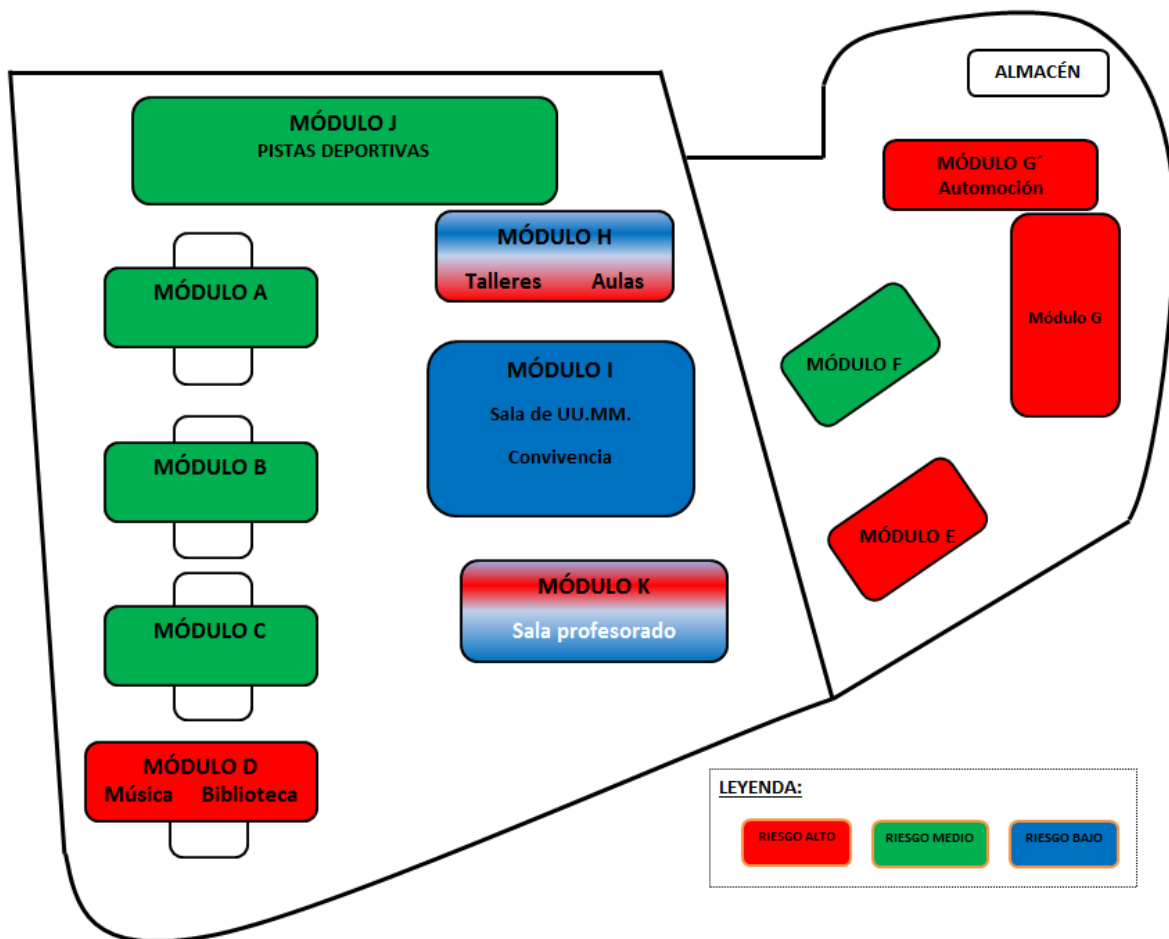 ALMACÉN
MÓDULO J
PISTAS DEPORTIVAS
MÓDULO G´
Automoción
MÓDULO H
Talleres Aulas
MÓDULO A
Módulo G
MÓDULO F
MÓDULO I
Sala de UU.MM.
Convivencia
MÓDULO B
MÓDULO E
MÓDULO K
Sala profesorado
MÓDULO C
MÓDULO D
Música Biblioteca
LEYENDA:
RIESGO ALTO
RIESGO MEDIO
RIESGO BAJO